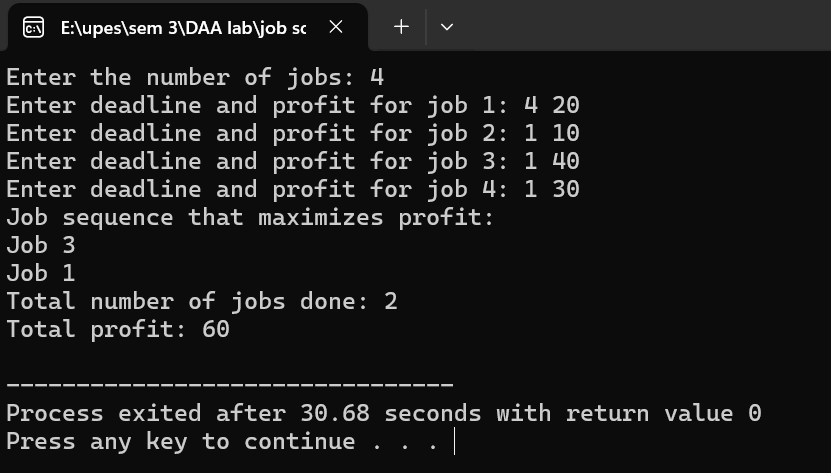 E:\upes\sem 3\DAA lab\job sc
Enter the number of jobs: 4
Enter deadline and profit for job 1: 4 20
Enter deadline and profit for job 2: 1 10
Enter deadline and profit for job 3: 1 40
Enter deadline and profit for job 4: 1 30
Job sequence that maximizes profit:
Job 3
Job 1
Total number of jobs done: 2
Total profit: 60
--------------------------------
Process exited after 30.68 seconds with return value 0
Press any key to continue . . .